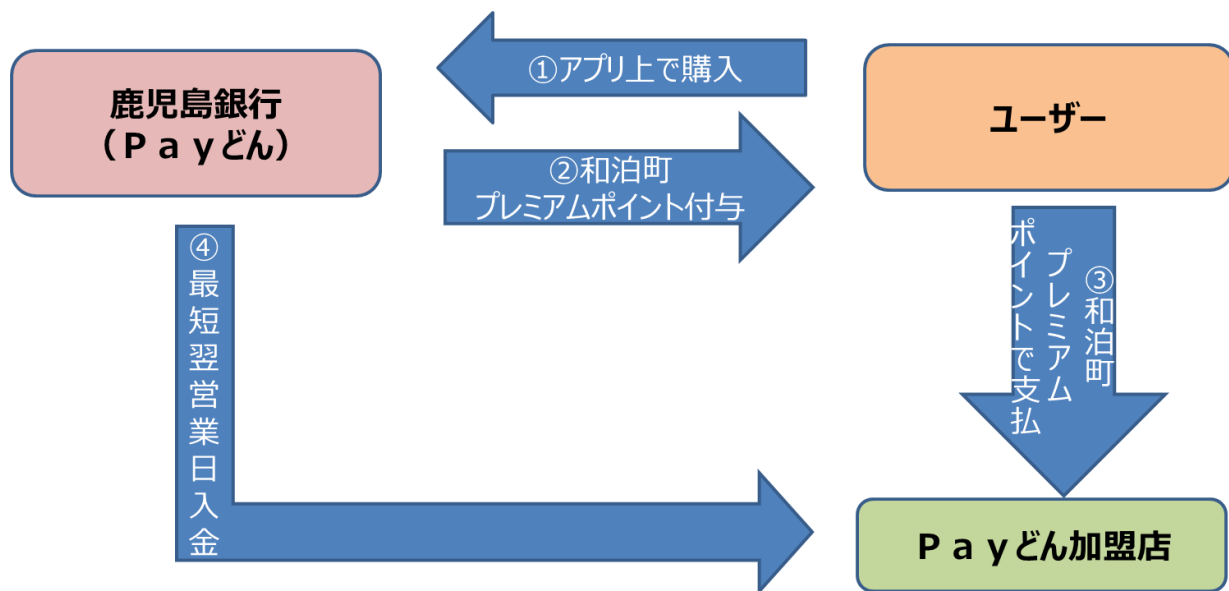 鹿児島銀行
(Ｐａｙどん)
①アプリ上で購入
ユーザー
②和泊町
プレミアムポイント付与
③和泊町
プレミアム
ポイントで支払
④最短翌営業日入金
Ｐａｙどん加盟店